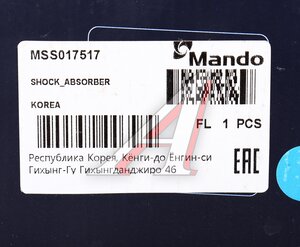 MSS017517
Mando
SHOCK_ABSORBER
KOREA
FL 1 PCS
Республика Корея, Кенги-до Енгин-си
Гихынг-Гу Гихынгданджиро 46
EAC